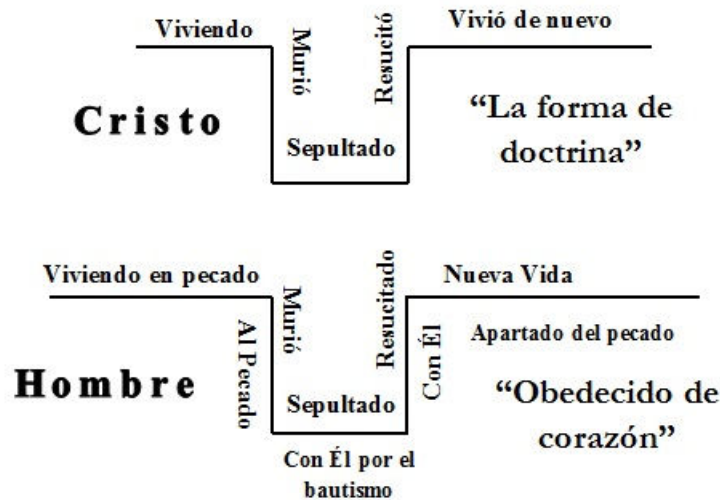 Viviendo
Murió
Resucitó
Vivió de nuevo
Cristo
Sepultado
“La forma de
doctrina”
Viviendo en pecado
Al Pecado
Murió
Resucitado
Con Él
Nueva Vida
Apartado del pecado
Hombre
Sepultado
“Obedecido de
corazón”
Con Él por el
bautismo